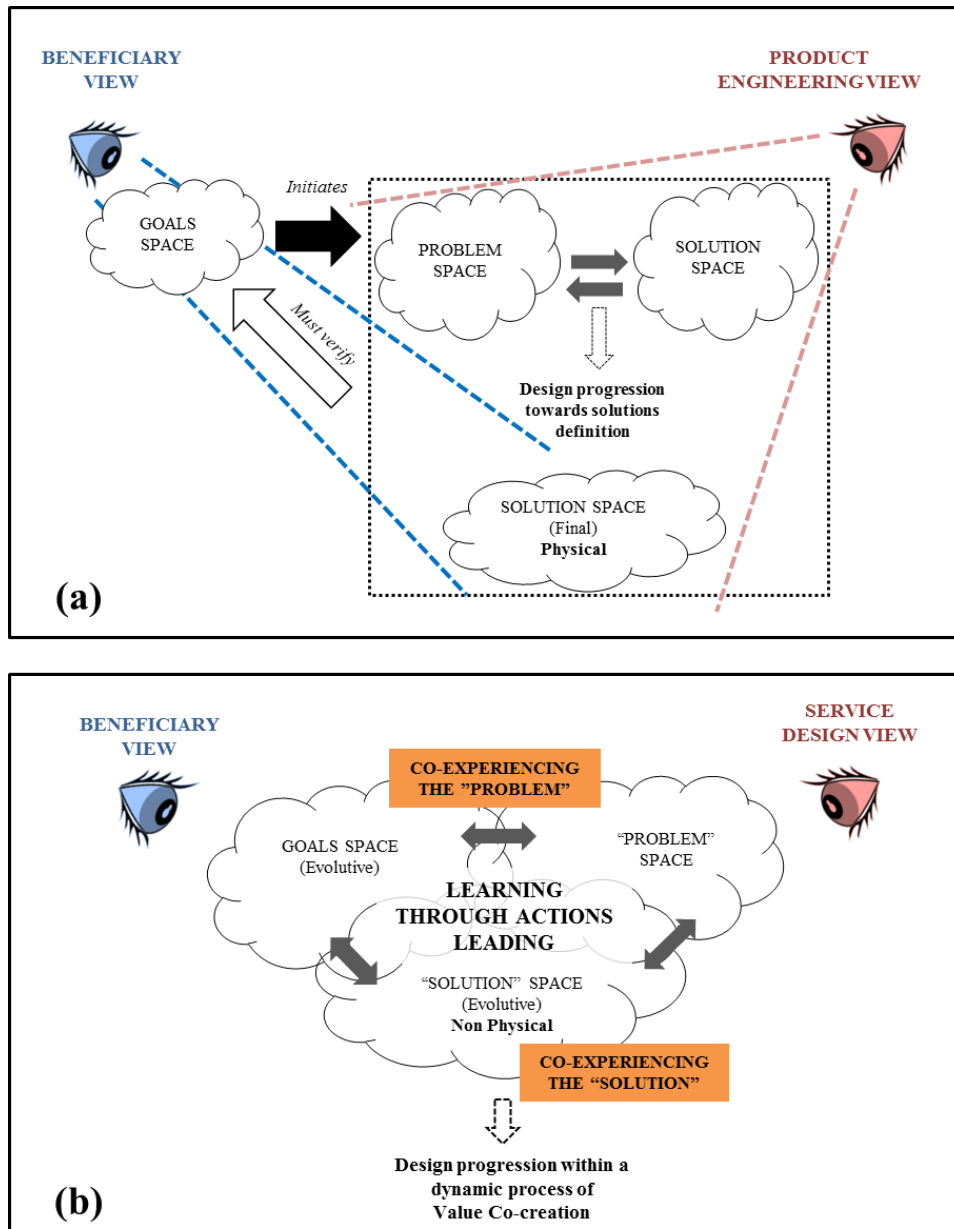 BENEFICIARY
VIEW
PRODUCT
ENGINEERING VIEW
Initiates
GOALS
SPACE
PROBLEM
SPACE
SOLUTION
SPACE
Must verify
Design progression
towards solutions
definition
SOLUTION SPACE
(Final)
Physical
(a)
BENEFICIARY
VIEW
SERVICE
DESIGN VIEW
CO-EXPERIENCING
THE ”PROBLEM”
GOALS SPACE
(Evolutive)
“PROBLEM”
SPACE
LEARNING
THROUGH ACTIONS
LEADING
“SOLUTION” SPACE
(Evolutive)
Non Physical
CO-EXPERIENCING
THE “SOLUTION”
Design progression within a
dynamic process of
Value Co-creation
(b)